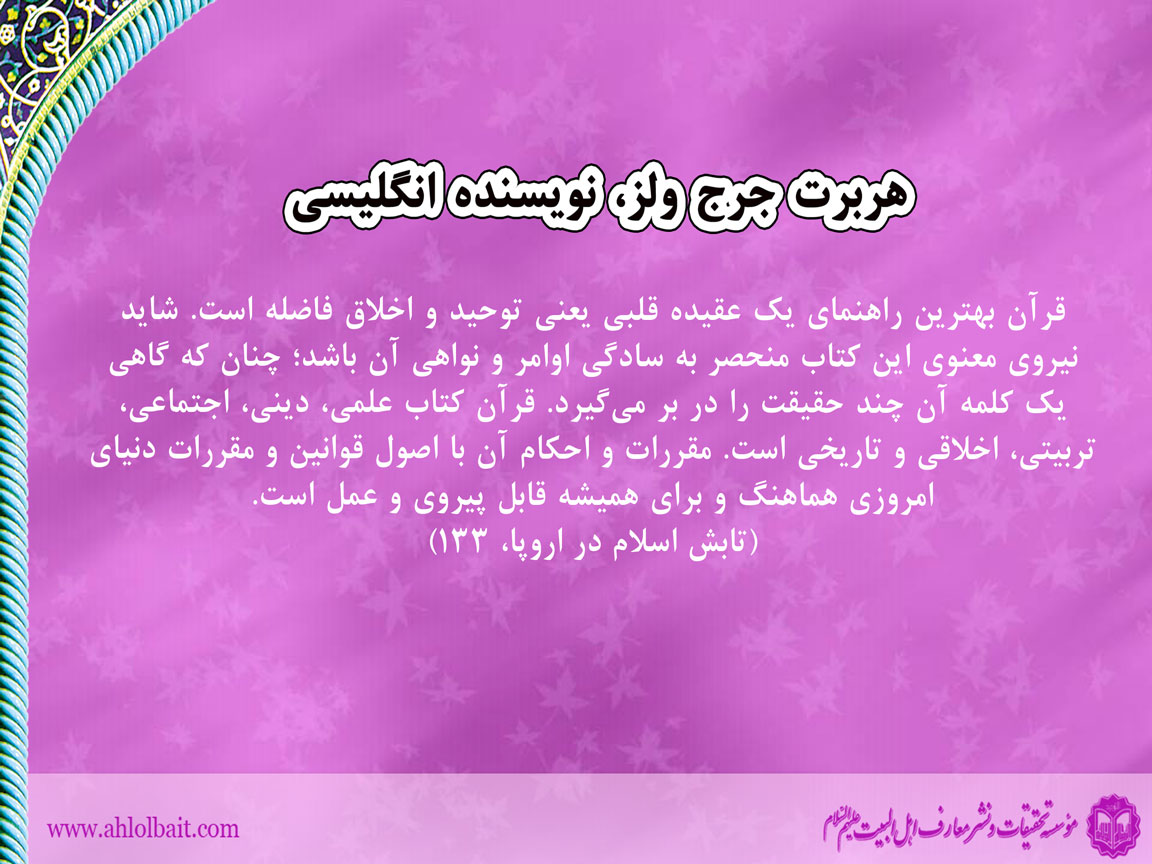 هربرت جرج ولز، نویسنده انگلیسی
قرآن بهترین راهنمای یک عقیده قلبی یعنی توحید و اخلاق فاضله است. شاید
نیروی معنوی این کتاب منحصر به سادگی اوامر و نواهی آن باشد؛ چنان که گاهی
یک کلمه آن چند حقیقت را در بر می‌گیرد. قرآن کتاب علمی، دینی، اجتماعی،
تربیتی، اخلاقی و تاریخی است. مقررات و احکام آن با اصول قوانین و مقررات دنیای
امروزی هماهنگ و برای همیشه قابل پیروی و عمل است.
(تابش اسلام در اروپا، ۱۳۳)
مؤسسه تحقیقات و نشر معارف اهل البیت علیهم السلام
www.ahlolbait.com